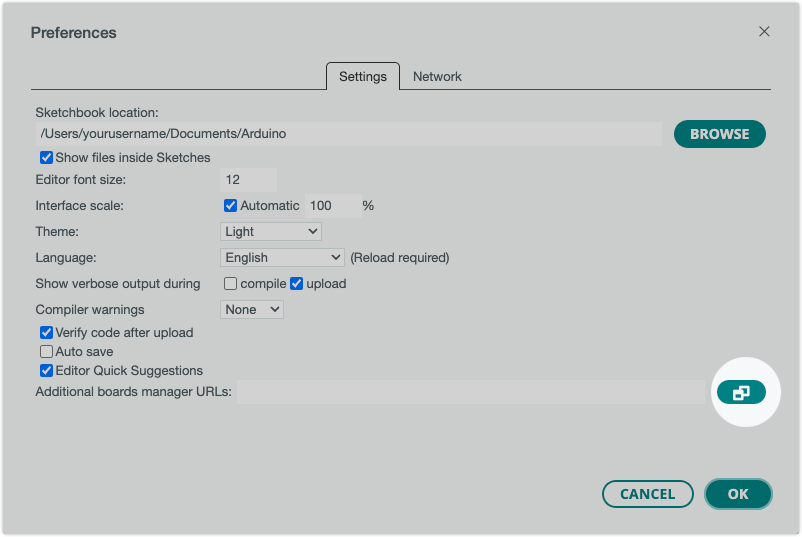 Preferences
Settings Network
Sketchbook location:
/Users/yourusername/Documents/Arduino BROWSE
Show files inside Sketches
Editor font size: 12
Interface scale: Automatic 100 %
Theme: Light
Language: English (Reload required)
Show verbose output during compile upload
Compiler warnings None
Verify code after upload
Auto save
Editor Quick Suggestions
Additional boards manager URLs:
CANCEL OK